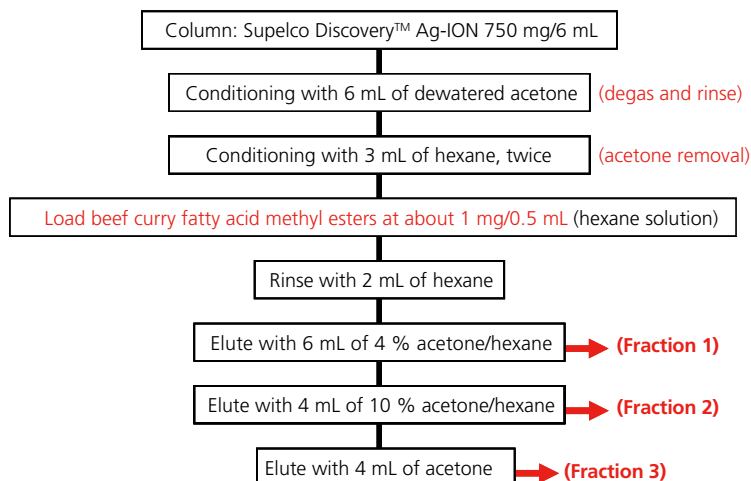 Column: Supelco Discovery™ Ag-ION 750 mg/6 mL
Conditioning with 6 mL of dewatered acetone (degas and rinse)
Conditioning with 3 mL of hexane, twice (acetone removal)
Load beef curry fatty acid methyl esters at about 1 mg/0.5 mL (hexane solution)
Rinse with 2 mL of hexane
Elute with 6 mL of 4 % acetone/hexane (Fraction 1)
Elute with 4 mL of 10 % acetone/hexane (Fraction 2)
Elute with 4 mL of acetone (Fraction 3)